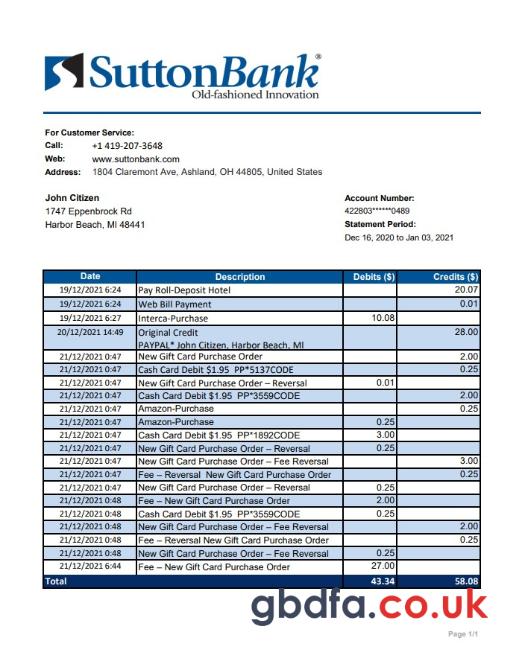 SuttonBank®
Old-fashioned Innovation
For Customer Service:
Call: +1 419-207-3648
Web: www.suttonbank.com
Address: 1804 Claremont Ave, Ashland, OH 44805, United States
John Citizen
1747 Eppenbrock Rd
Harbor Beach, MI 48441
Account Number:
422803******0489
Statement Period:
Dec 16, 2020 to Jan 03, 2021
Date Description Debits ($) Credits ($)
19/12/2021 6:24 Pay Roll-Deposit Hotel 20.07
19/12/2021 6:24 Web Bill Payment 0.01
19/12/2021 6:27 Interca-Purchase 10.08
20/12/2021 14:49 Original Credit 28.00
PAYPAL* John Citizen, Harbor Beach, MI
21/12/2021 0:47 New Gift Card Purchase Order 2.00
21/12/2021 0:47 Cash Card Debit $1.95 PP*5137CODE 0.25
21/12/2021 0:47 New Gift Card Purchase Order – Reversal 0.01
21/12/2021 0:47 Cash Card Debit $1.95 PP*3559CODE 2.00
21/12/2021 0:47 Amazon-Purchase 0.25
21/12/2021 0:47 Amazon-Purchase 0.25
21/12/2021 0:47 Cash Card Debit $1.95 PP*1892CODE 3.00
21/12/2021 0:47 New Gift Card Purchase Order – Reversal 0.25
21/12/2021 0:47 New Gift Card Purchase Order – Fee Reversal 3.00
21/12/2021 0:47 Fee – Reversal New Gift Card Purchase Order 0.25
21/12/2021 0:47 New Gift Card Purchase Order – Reversal 0.25
21/12/2021 0:48 Fee – New Gift Card Purchase Order 2.00
21/12/2021 0:48 Cash Card Debit $1.95 PP*3559CODE 0.25
21/12/2021 0:48 New Gift Card Purchase Order – Fee Reversal 2.00
21/12/2021 0:48 Fee – Reversal New Gift Card Purchase Order 0.25
21/12/2021 0:48 New Gift Card Purchase Order – Fee Reversal 0.25
21/12/2021 6:44 Fee – New Gift Card Purchase Order 27.00
Total 43.34 58.08
gbdfa.co.uk
Page 1/1